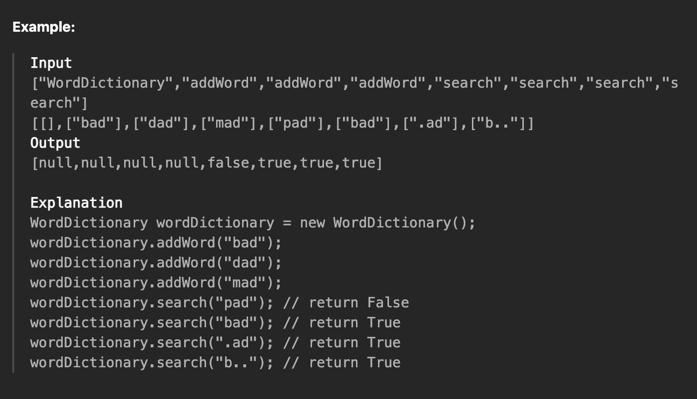 Example:
Input
["WordDictionary","addWord","addWord","addWord","search","search","search","s
earch"]
[[],["bad"],["dad"],["mad"],["pad"],["bad"],[".ad"],["b.."]]
Output
[null,null,null,null,false,true,true,true]
Explanation
WordDictionary wordDictionary = new WordDictionary();
wordDictionary.addWord("bad");
wordDictionary.addWord("dad");
wordDictionary.addWord("mad");
wordDictionary.search("pad"); // return False
wordDictionary.search("bad"); // return True
wordDictionary.search(".ad"); // return True
wordDictionary.search("b.."); // return True